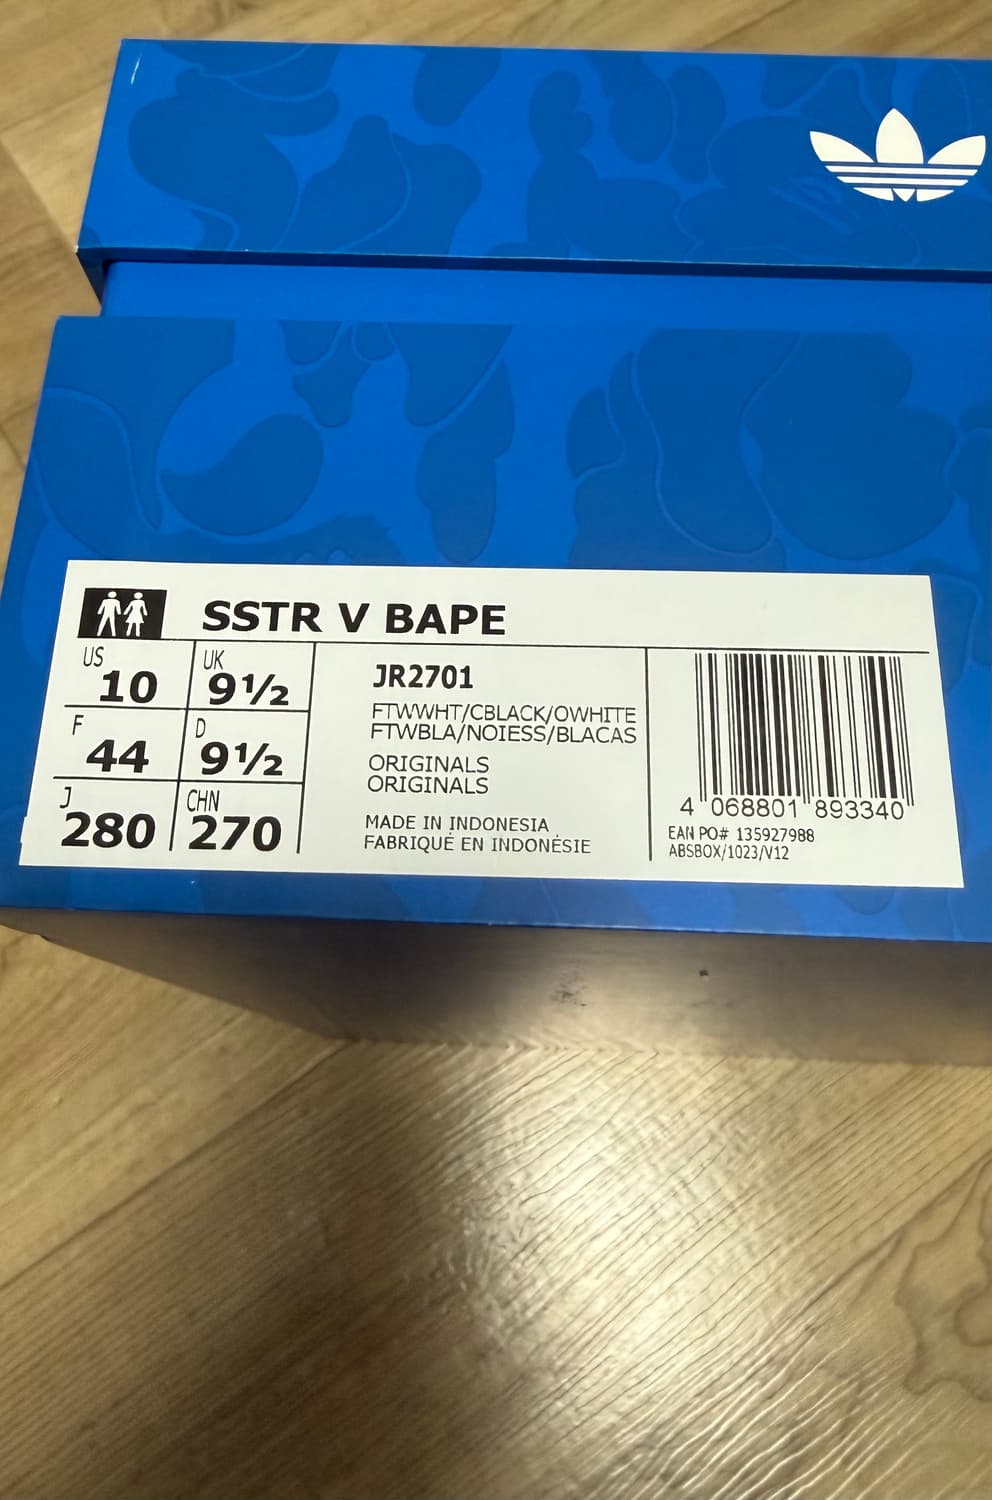 SSTR V BAPE
US
10
UK
9½
F
44
D
9½
J
280
CHN
270
JR2701
FTWWHT/CBLACK/OWHITE
FTWBLA/NOIESS/BLACAS
ORIGINALS
ORIGINALS
MADE IN INDONESIA
FABRIQUÉ EN INDONÉSIE
4 068801 893340
EAN PO# 135927988
ABSBOX/1023/V12